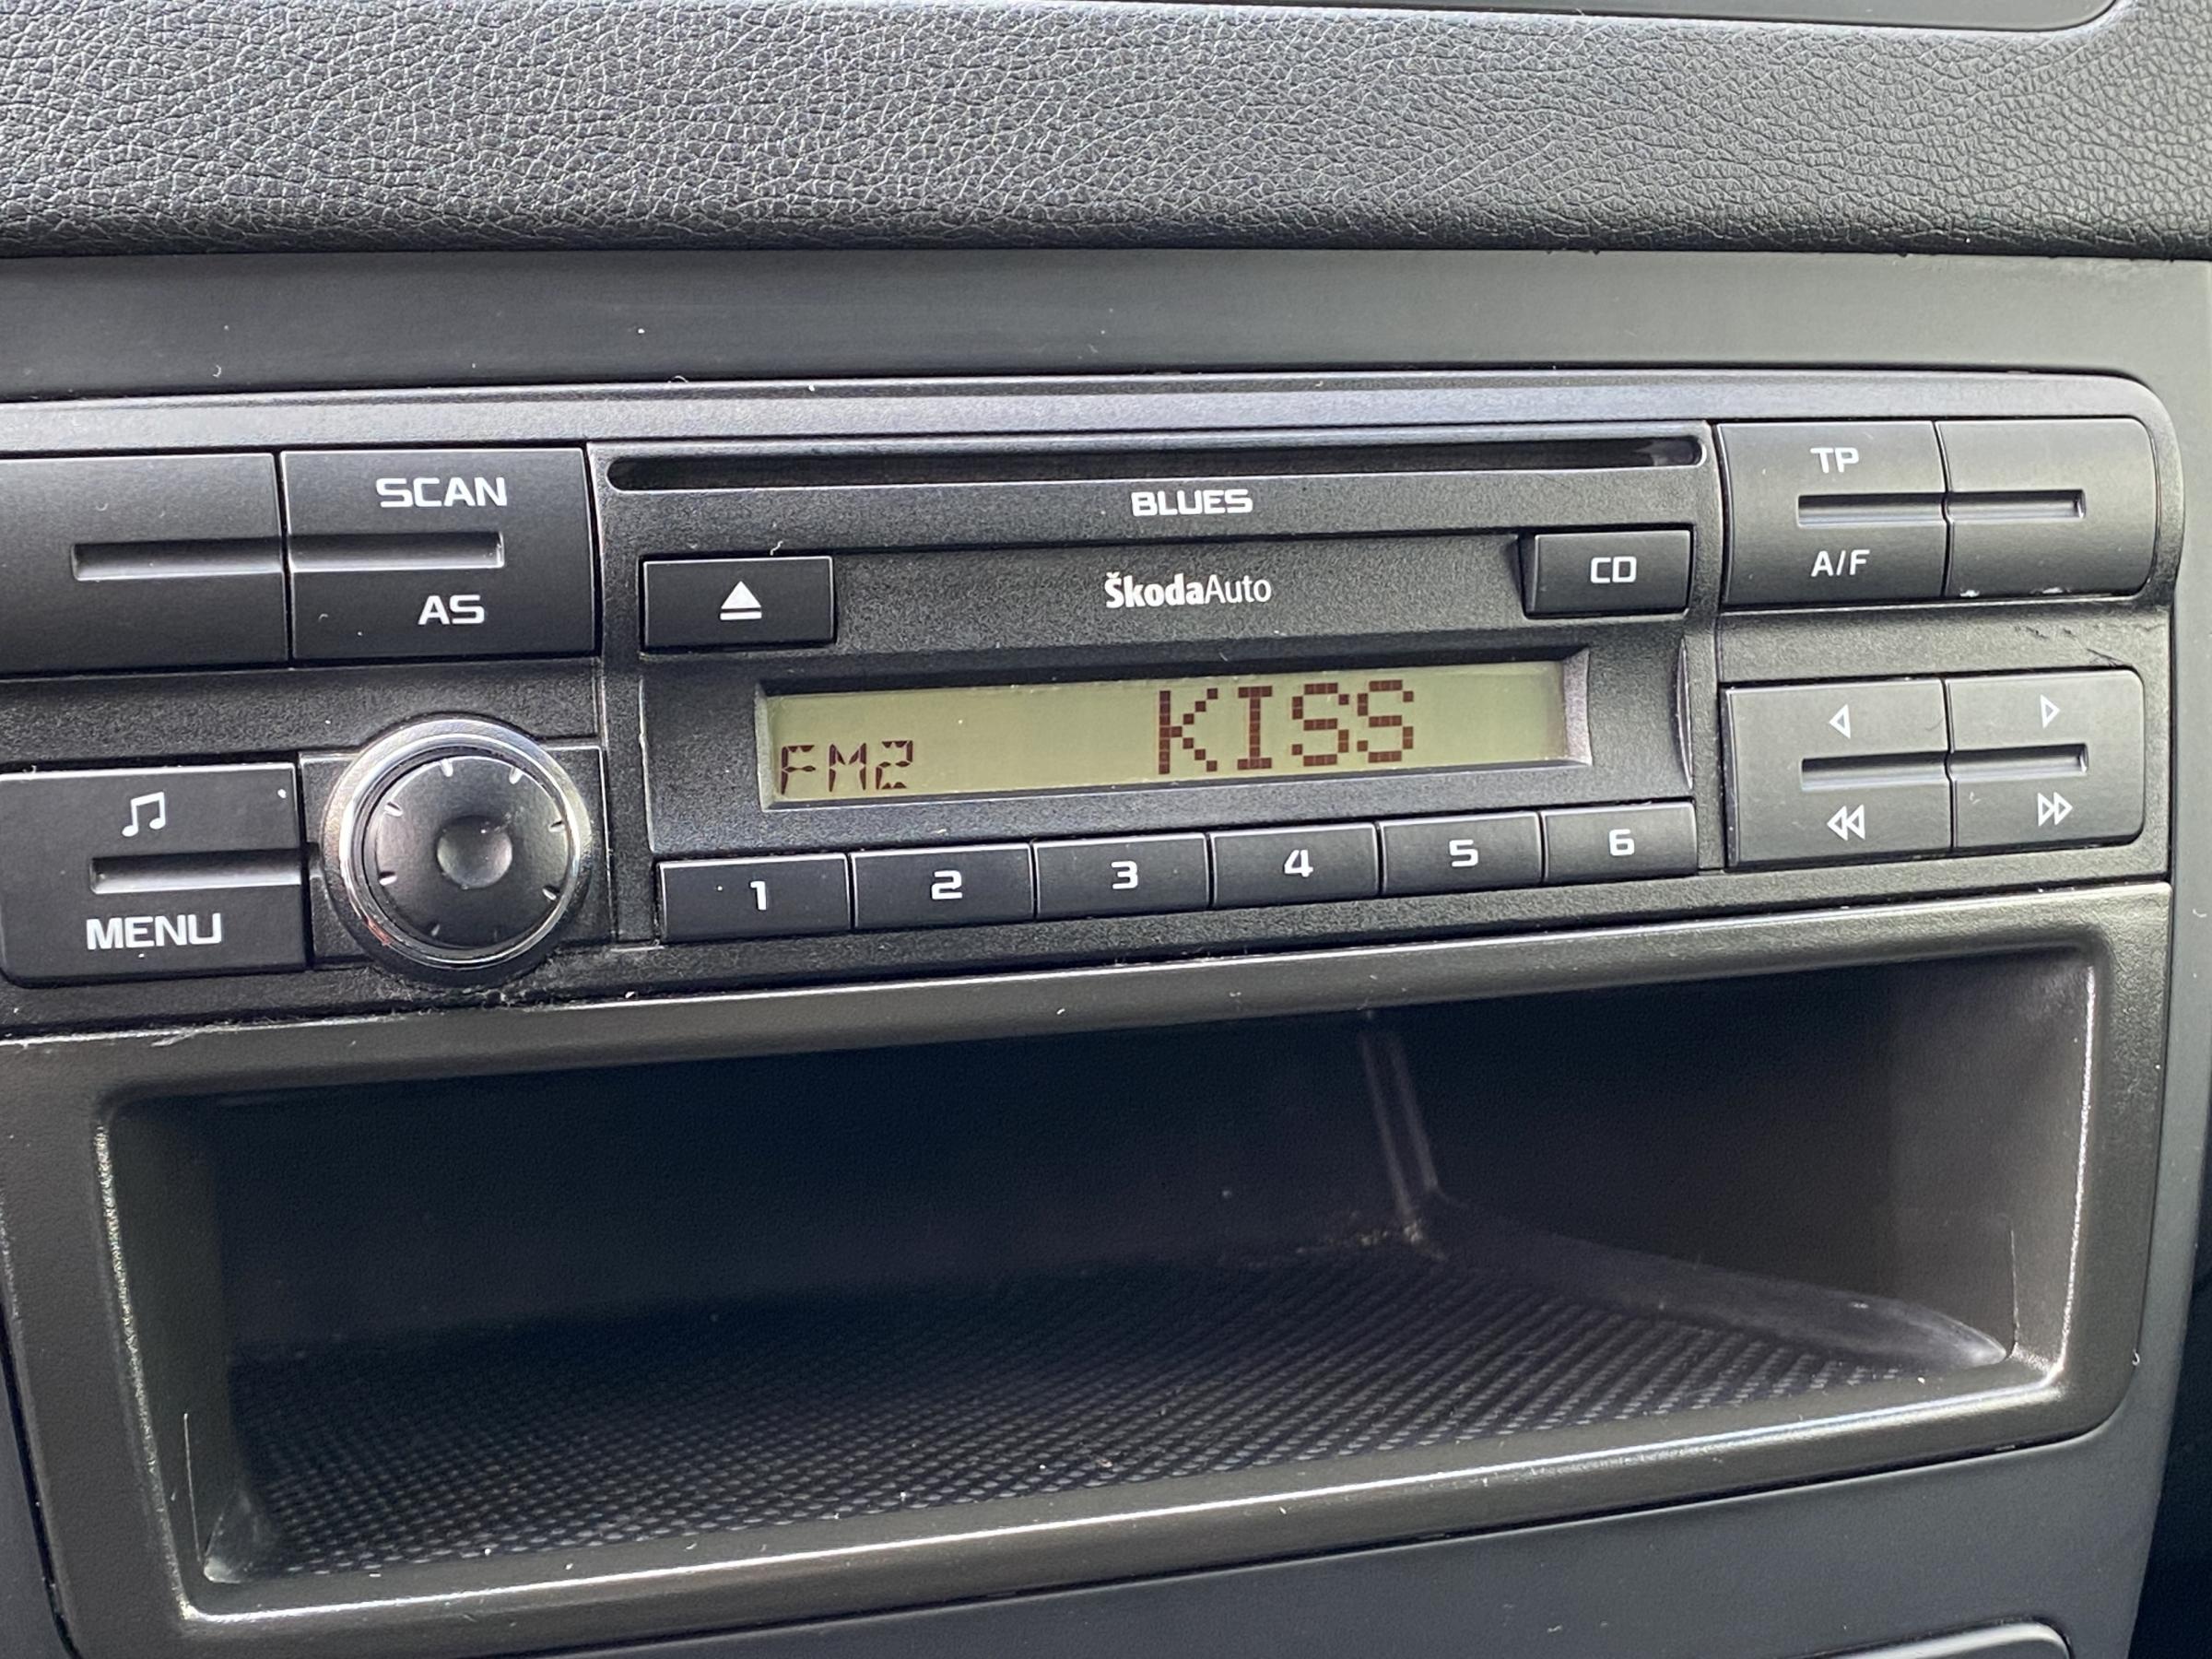 SCAN
AS
BLUES
ŠkodaAuto
CD
TP
A/F
KISS
FM2
MENU
1 2 3 4 5 6